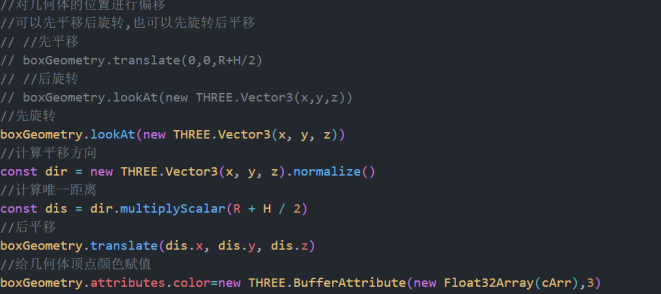 //对几何体的位置进行偏移
//可以先平移后旋转,也可以先旋转后平移
// //先平移
// boxGeometry.translate(0,0,R+H/2)
// //后旋转
// boxGeometry.lookAt(new THREE.Vector3(x,y,z))
//先旋转
boxGeometry.lookAt(new THREE.Vector3(x, y, z))
//计算平移方向
const dir = new THREE.Vector3(x, y, z).normalize()
//计算唯一距离
const dis = dir.multiplyScalar(R + H / 2)
//后平移
boxGeometry.translate(dis.x, dis.y, dis.z)
//给几何体顶点颜色赋值
boxGeometry.attributes.color=new THREE.BufferAttribute(new Float32Array(cArr),3)